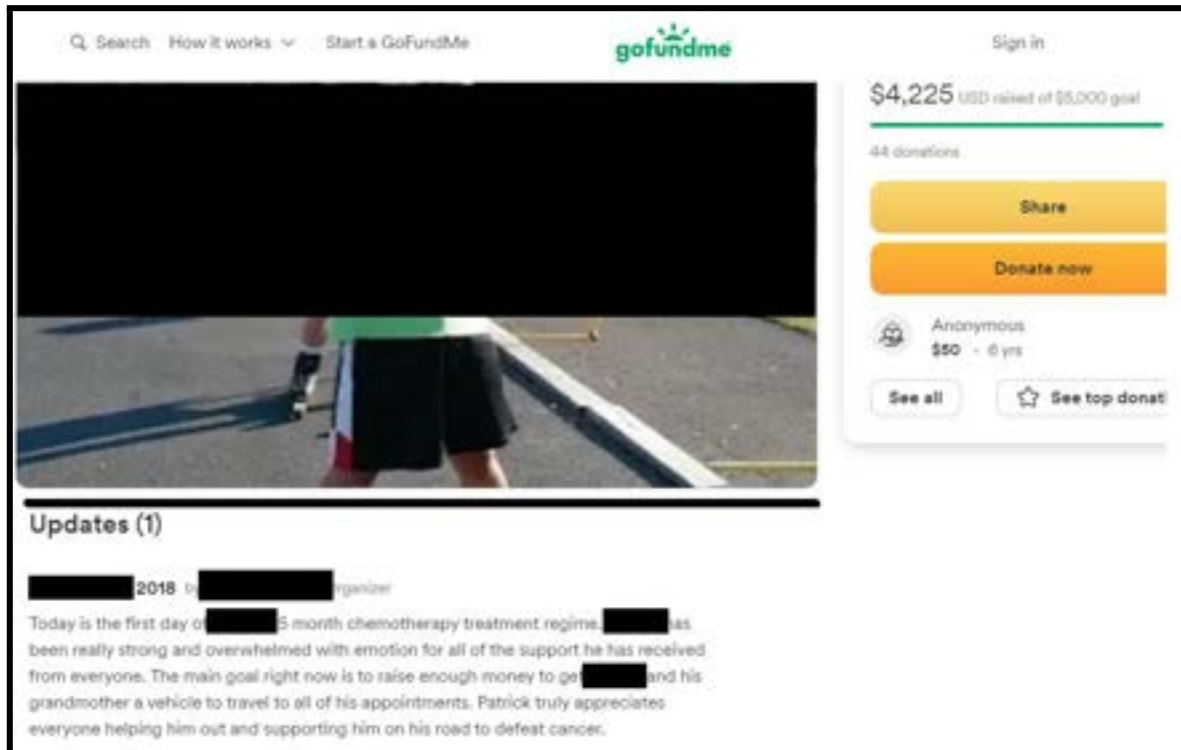 Search How it works Start a GoFundMe gofundme Sign in
$4,225 USD raised of $5,000 goal
44 donations
Share
Donate now
Anonymous
$50 · 6 yrs
See all See top donati
Updates (1)
2018 by rganizer
Today is the first day of 5 month chemotherapy treatment regime. has
been really strong and overwhelmed with emotion for all of the support he has received
from everyone. The main goal right now is to raise enough money to get and his
grandmother a vehicle to travel to all of his appointments. Patrick truly appreciates
everyone helping him out and supporting him on his road to defeat cancer.